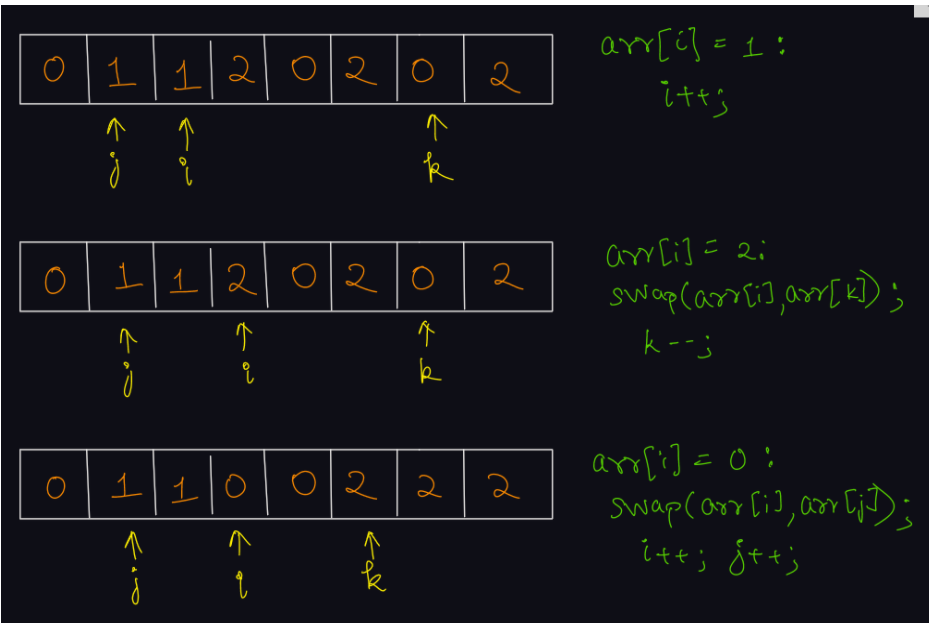 0 1 1 2 0 2 0 2
arr[i] = 1 :
i++;
j i k
0 1 1 2 0 2 0 2
arr[i] = 2:
swap(arr[i],arr[k]);
k--;
j i k
0 1 1 0 0 2 2 2
arr[i] = 0 :
swap(arr[i], arr[j]);
i++; j++;
j i k